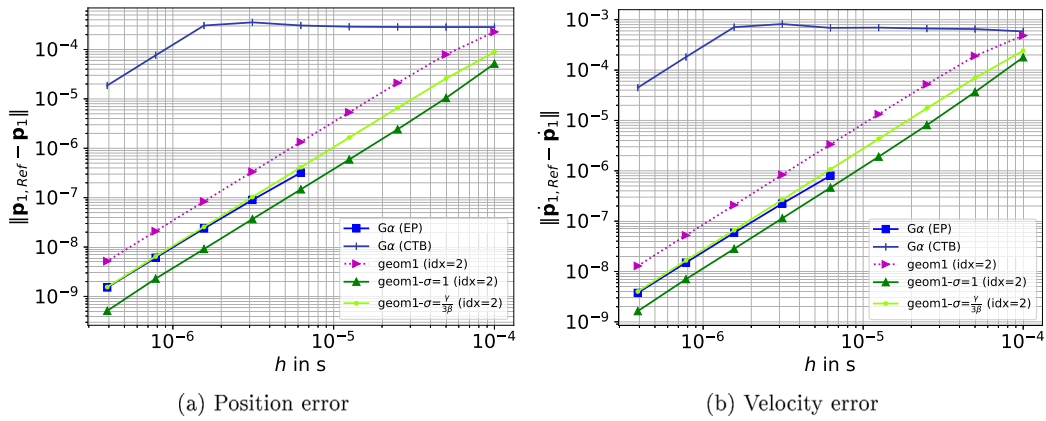 10⁻⁴
10⁻⁵
10⁻⁶
10⁻⁷
10⁻⁸
10⁻⁹
‖p₁,Ref − p₁‖
Gα (EP)
Gα (CTB)
geom1 (idx=2)
geom1-σ=1 (idx=2)
geom1-σ=γ/3β (idx=2)
10⁻⁶
10⁻⁵
10⁻⁴
h in s
(a) Position error
10⁻³
10⁻⁴
10⁻⁵
10⁻⁶
10⁻⁷
10⁻⁸
10⁻⁹
‖ṗ₁,Ref − ṗ₁‖
Gα (EP)
Gα (CTB)
geom1 (idx=2)
geom1-σ=1 (idx=2)
geom1-σ=γ/3β (idx=2)
10⁻⁶
10⁻⁵
10⁻⁴
h in s
(b) Velocity error